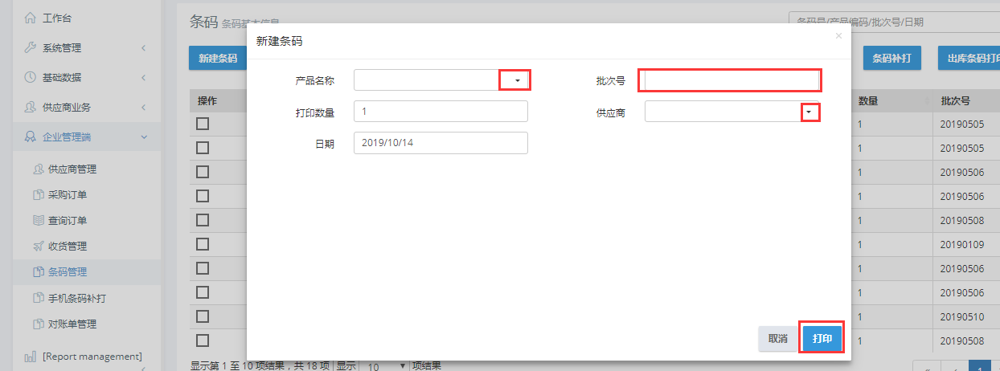 工作台
系统管理
基础数据
供应商业务
企业管理端
供应商管理
采购订单
查询订单
收货管理
条码管理
手机条码补打
对账单管理
[Report management]
条码 条码基本信息
条码号/产品编码/批次号/日期
新建条码
条码补打
出库条码打印
操作
数量
批次号
1
20190505
1
20190505
1
20190506
1
20190506
1
20190508
1
20190109
1
20190506
1
20190506
1
20190510
1
20190508
新建条码
×
产品名称
批次号
打印数量
1
供应商
日期
2019/10/14
取消
打印
显示第 1 至 10 项结果，共 18 项
显示
10
项结果
«
‹
1